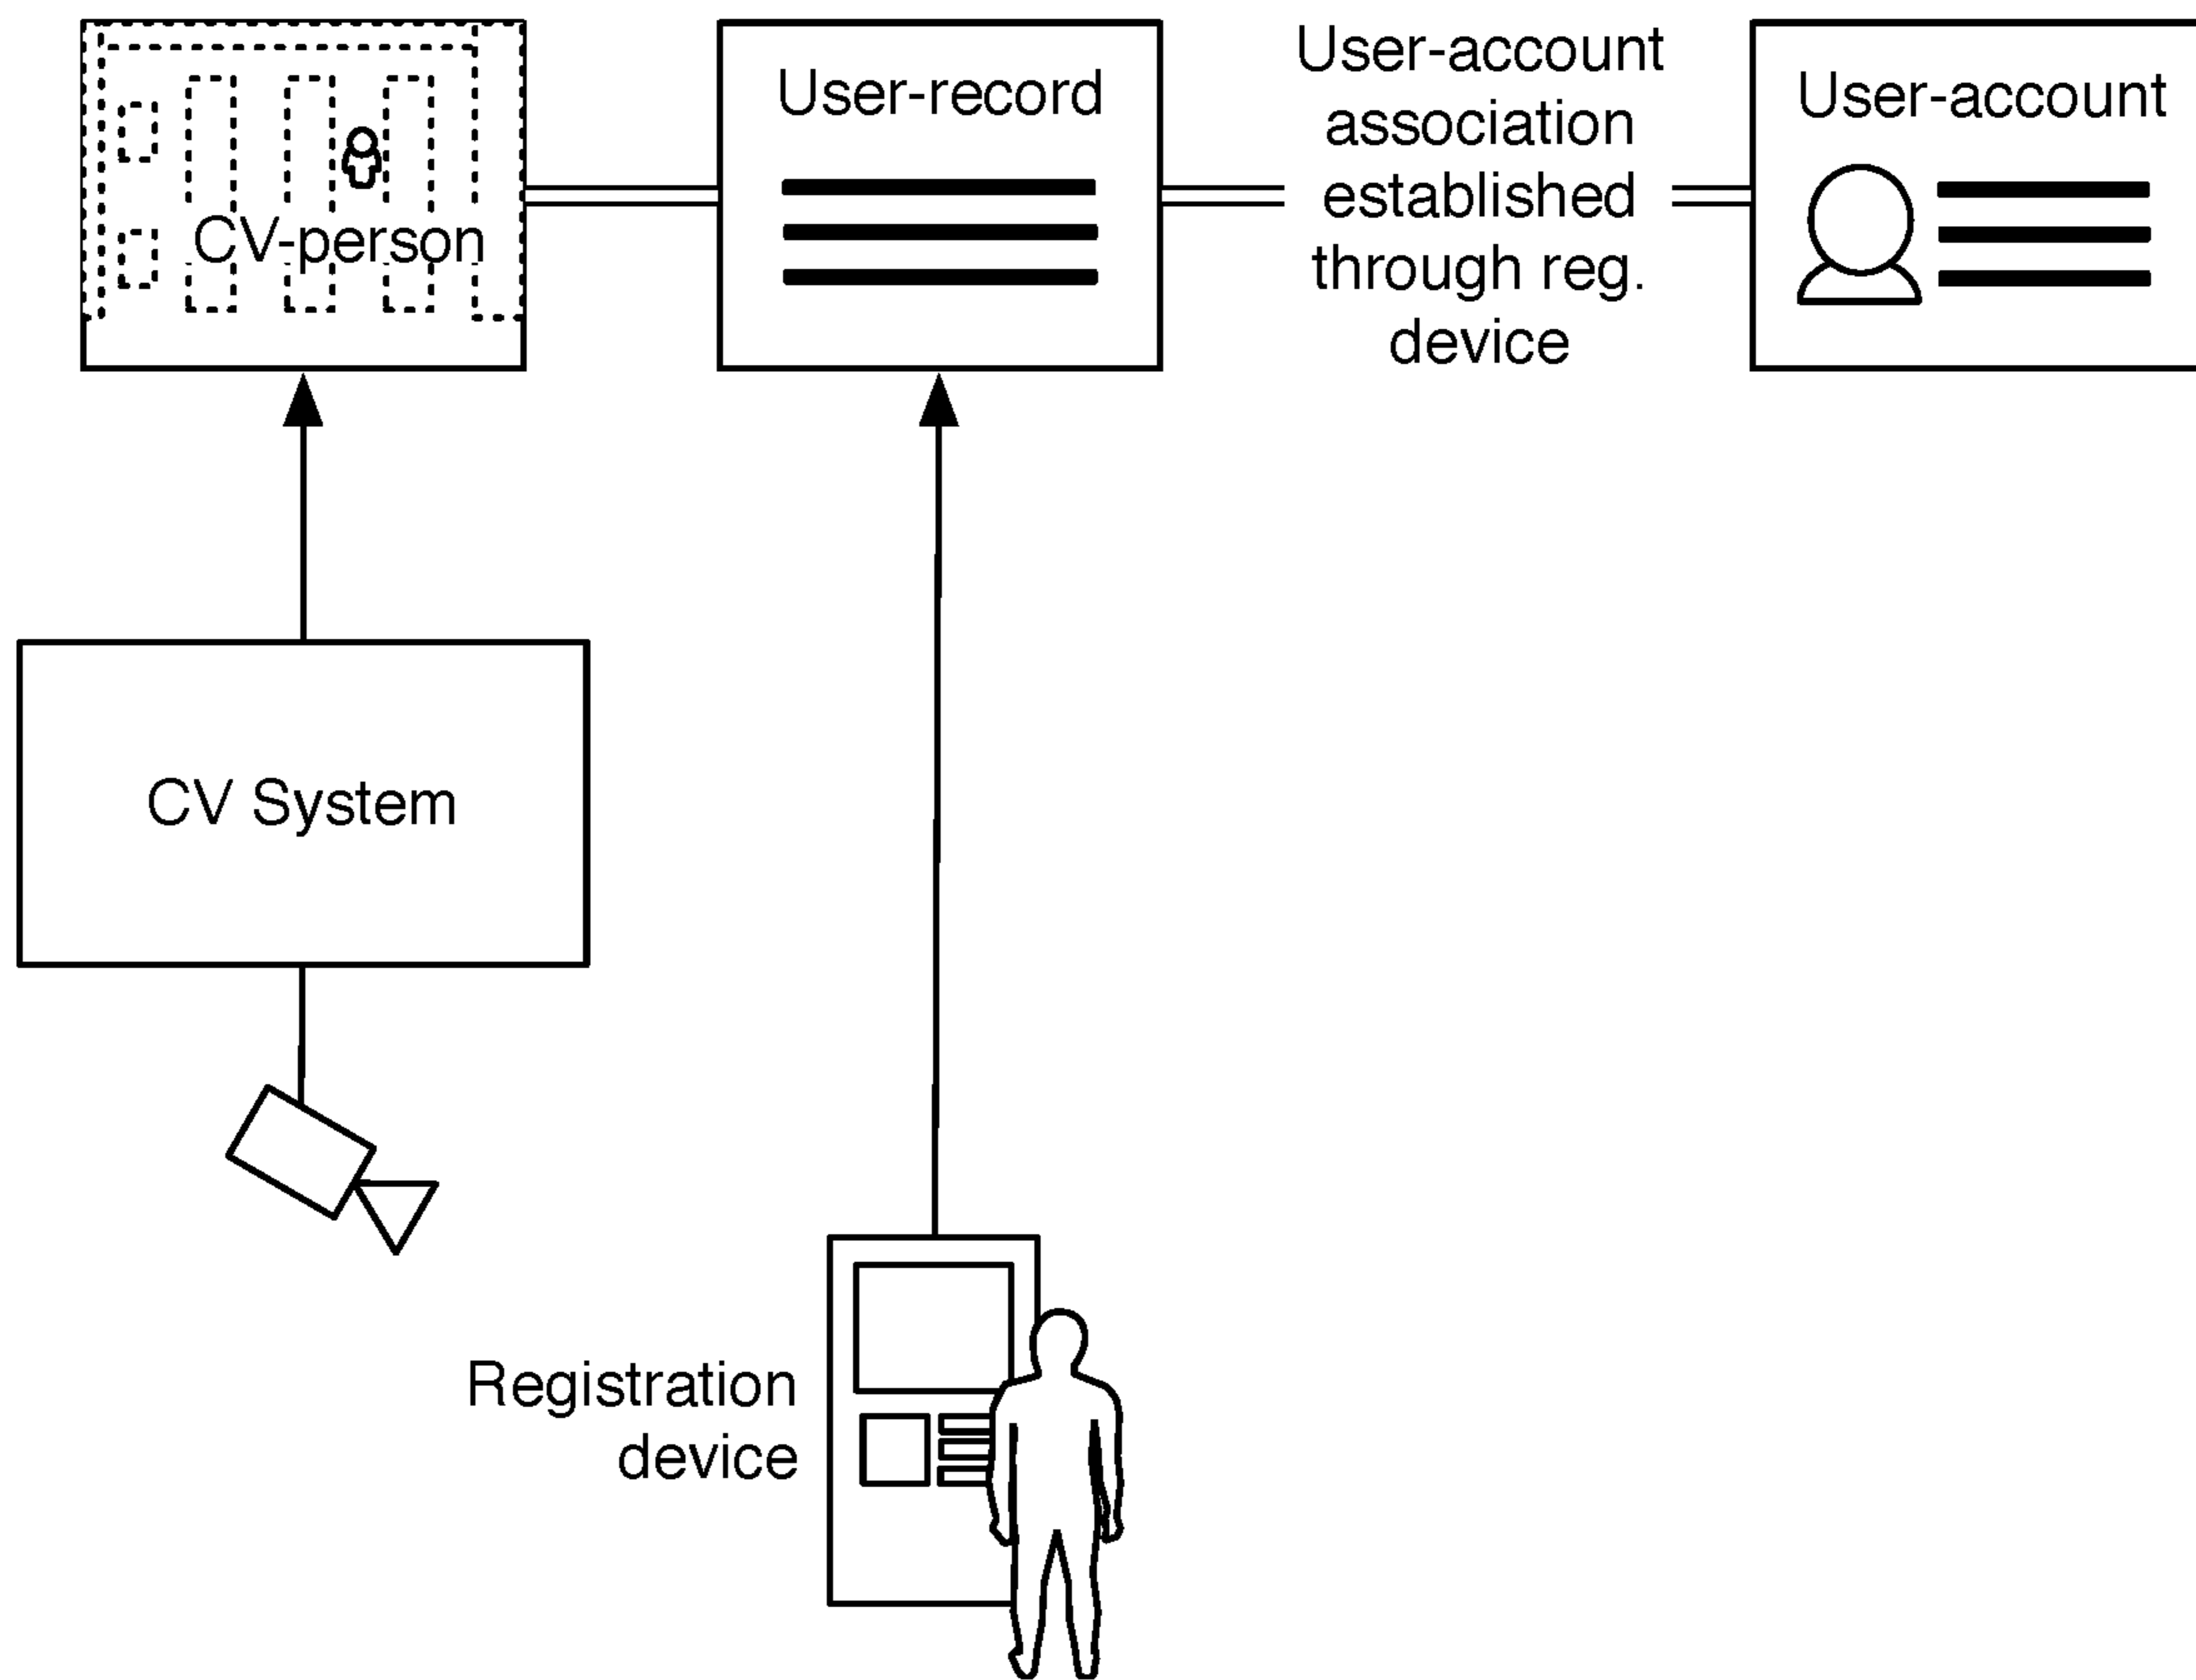 CV-person
User-record
User-account
association
established
through reg.
device
User-account
CV System
Registration
device